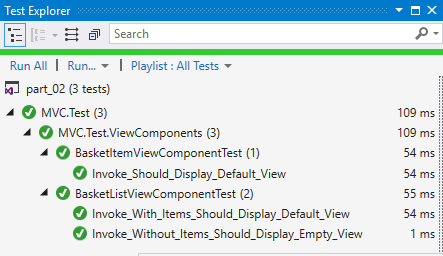 Test Explorer
Search
Run All | Run... | Playlist : All Tests
part_02 (3 tests)
MVC.Test (3) 109 ms
MVC.Test.ViewComponents (3) 109 ms
BasketItemViewComponentTest (1) 54 ms
Invoke_Should_Display_Default_View 54 ms
BasketListViewComponentTest (2) 55 ms
Invoke_With_Items_Should_Display_Default_View 54 ms
Invoke_Without_Items_Should_Display_Empty_View 1 ms